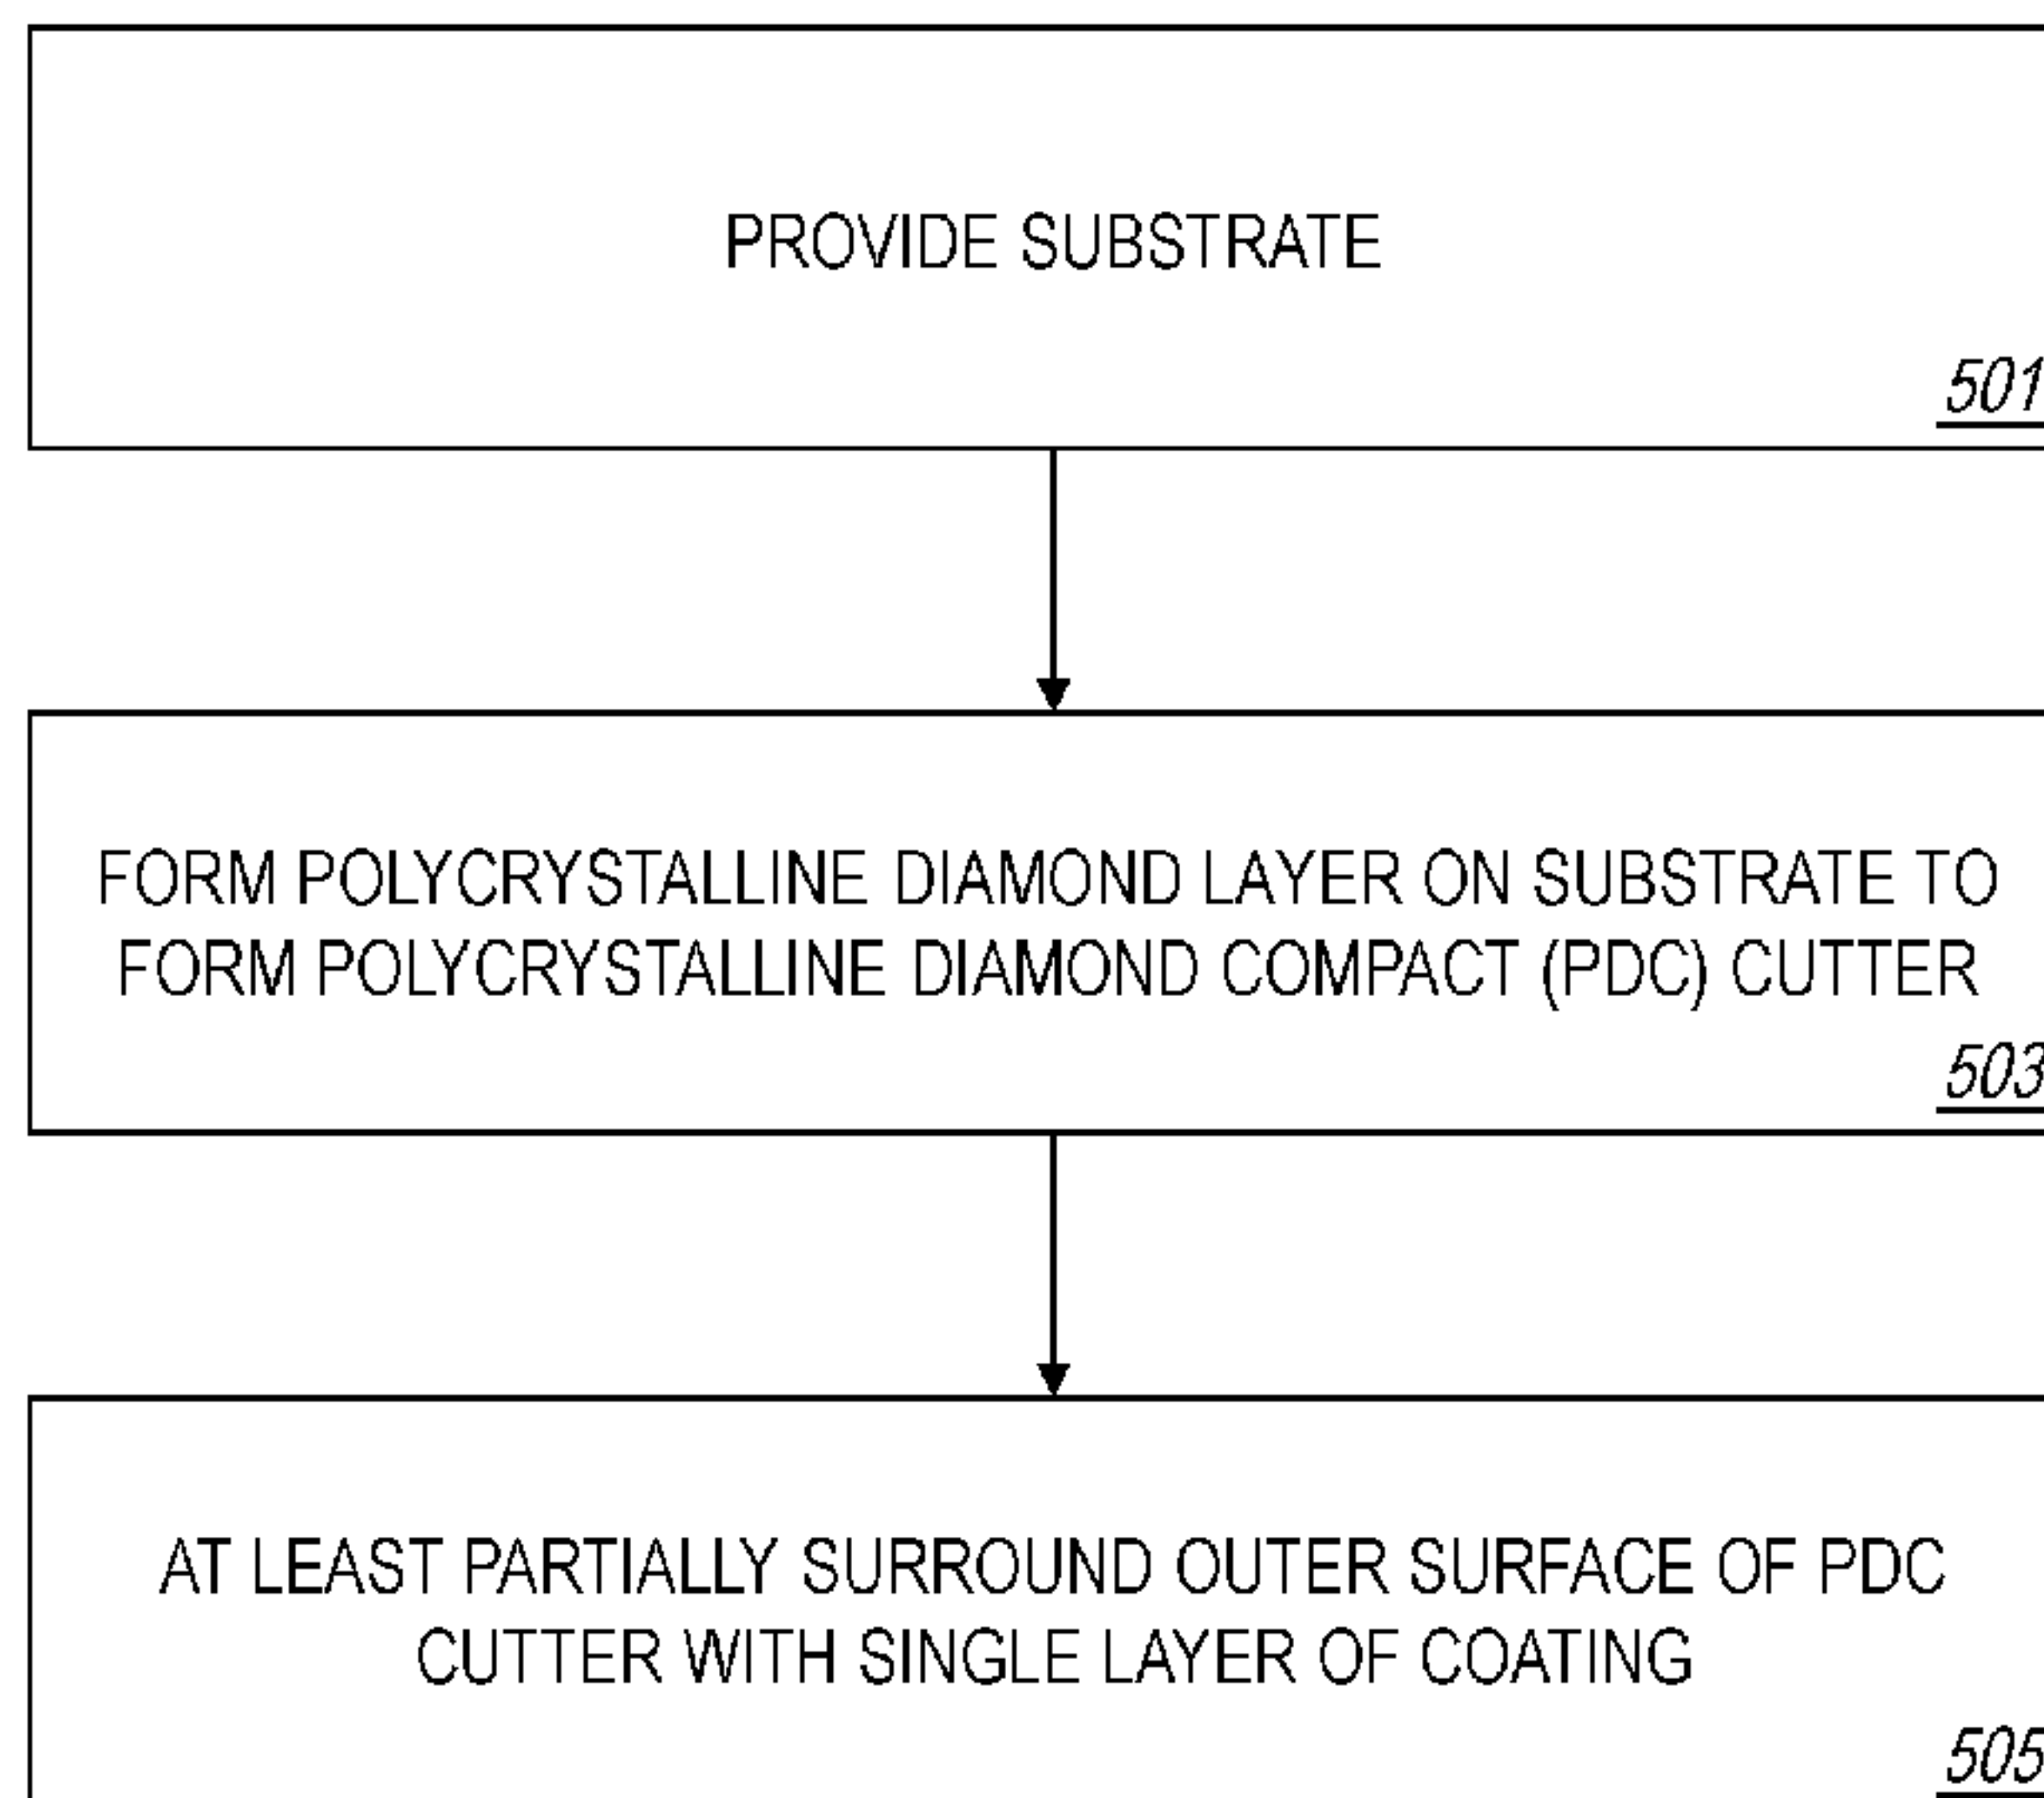 PROVIDE SUBSTRATE
501
FORM POLYCRYSTALLINE DIAMOND LAYER ON SUBSTRATE TO
FORM POLYCRYSTALLINE DIAMOND COMPACT (PDC) CUTTER
503
AT LEAST PARTIALLY SURROUND OUTER SURFACE OF PDC
CUTTER WITH SINGLE LAYER OF COATING
505